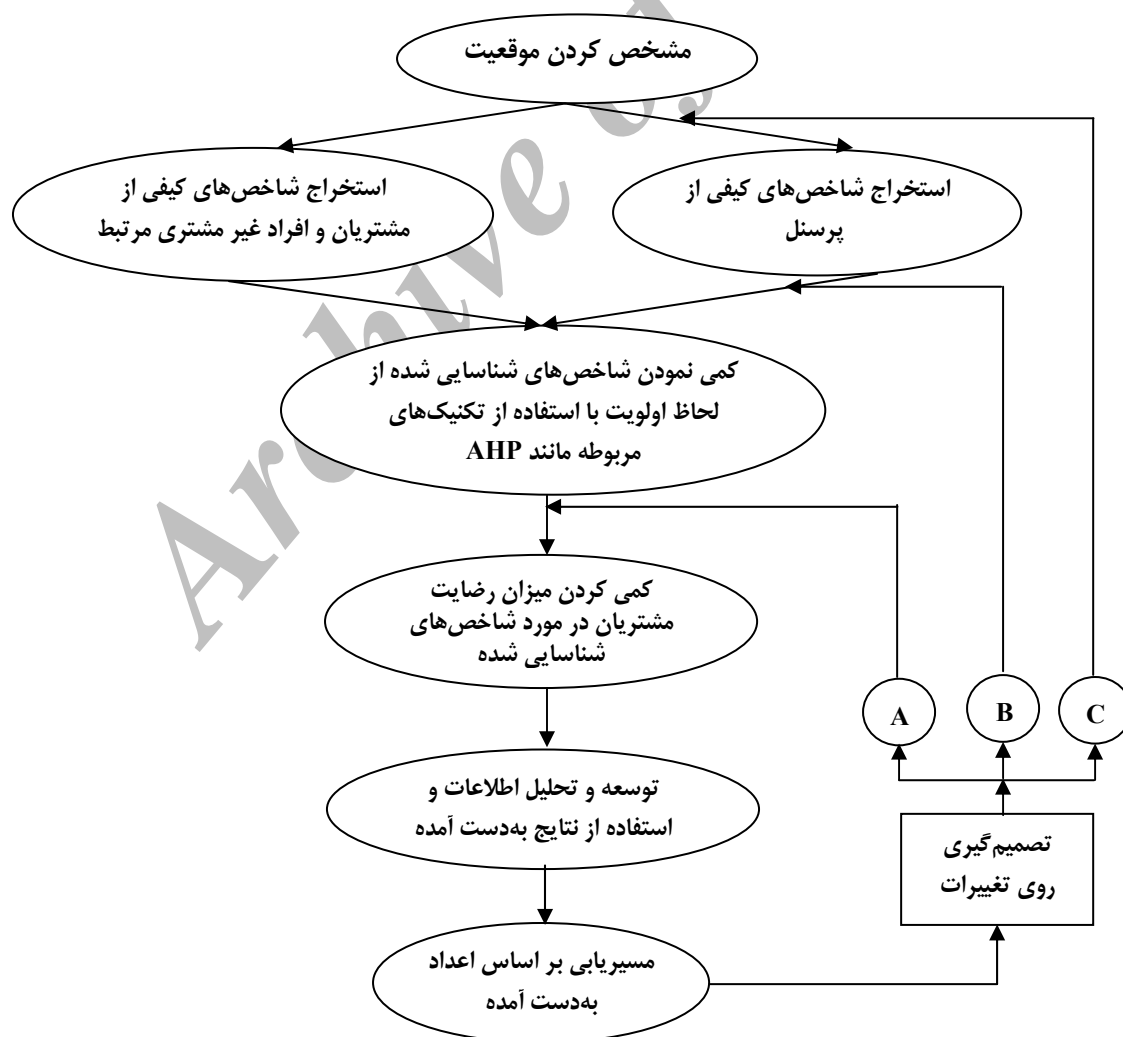 مشخص کردن موقعیت
استخراج شاخص‌های کیفی از
پرسنل
استخراج شاخص‌های کیفی از
مشتریان و افراد غیر مشتری مرتبط
کمی نمودن شاخص‌های شناسایی شده از
لحاظ اولویت با استفاده از تکنیک‌های
مربوطه مانند AHP
کمی کردن میزان رضایت
مشتریان در مورد شاخص‌های
شناسایی شده
A
B
C
توسعه و تحلیل اطلاعات و
استفاده از نتایج به‌دست آمده
تصمیم‌گیری
روی تغییرات
مسیریابی بر اساس اعداد
به‌دست آمده
Archive